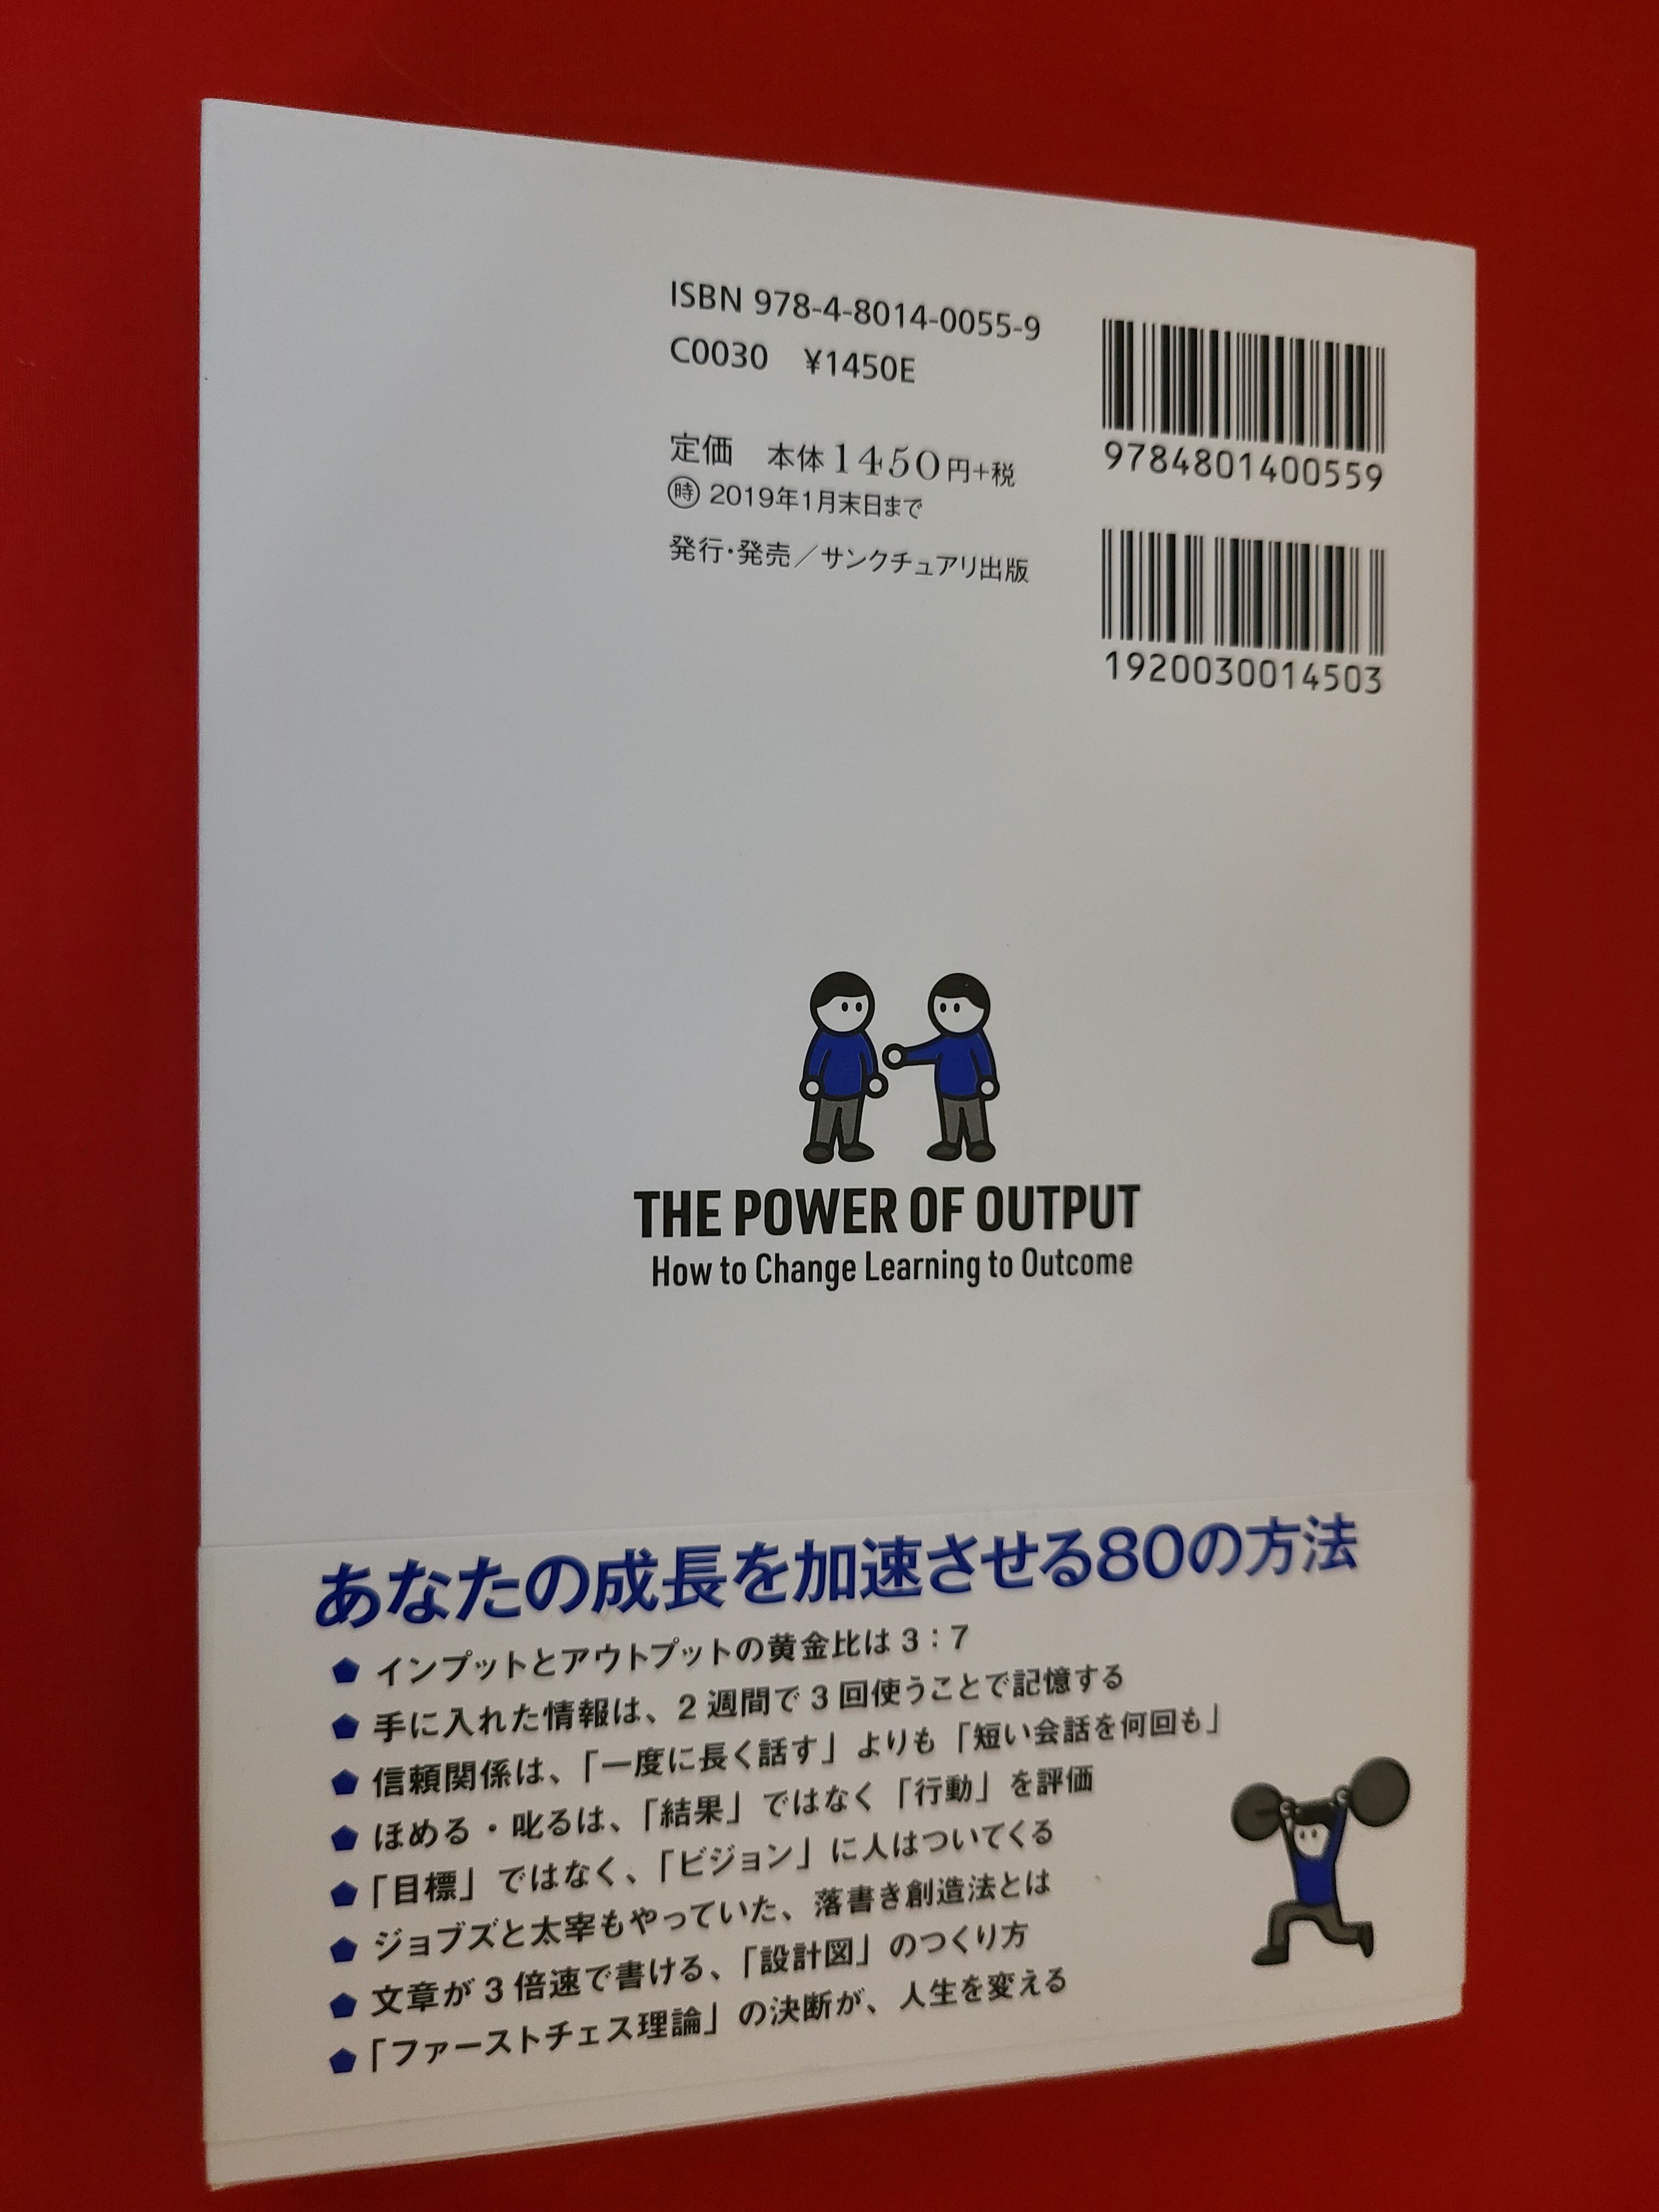 ISBN 978-4-8014-0055-9
C0030 ¥1450E
9784801400559
定価 本体1450円+税
時 2019年1月末日まで
発行・発売／サンクチュアリ出版
1920030014503
THE POWER OF OUTPUT
How to Change Learning to Outcome
あなたの成長を加速させる80の方法
インプットとアウトプットの黄金比は3：7
手に入れた情報は、2週間で3回使うことで記憶する
信頼関係は、「一度に長く話す」よりも「短い会話を何回も」
ほめる・叱るは、「結果」ではなく「行動」を評価
「目標」ではなく、「ビジョン」に人はついてくる
ジョブズと太宰もやっていた、落書き創造法とは
文章が3倍速で書ける、「設計図」のつくり方
「ファーストチェス理論」の決断が、人生を変える